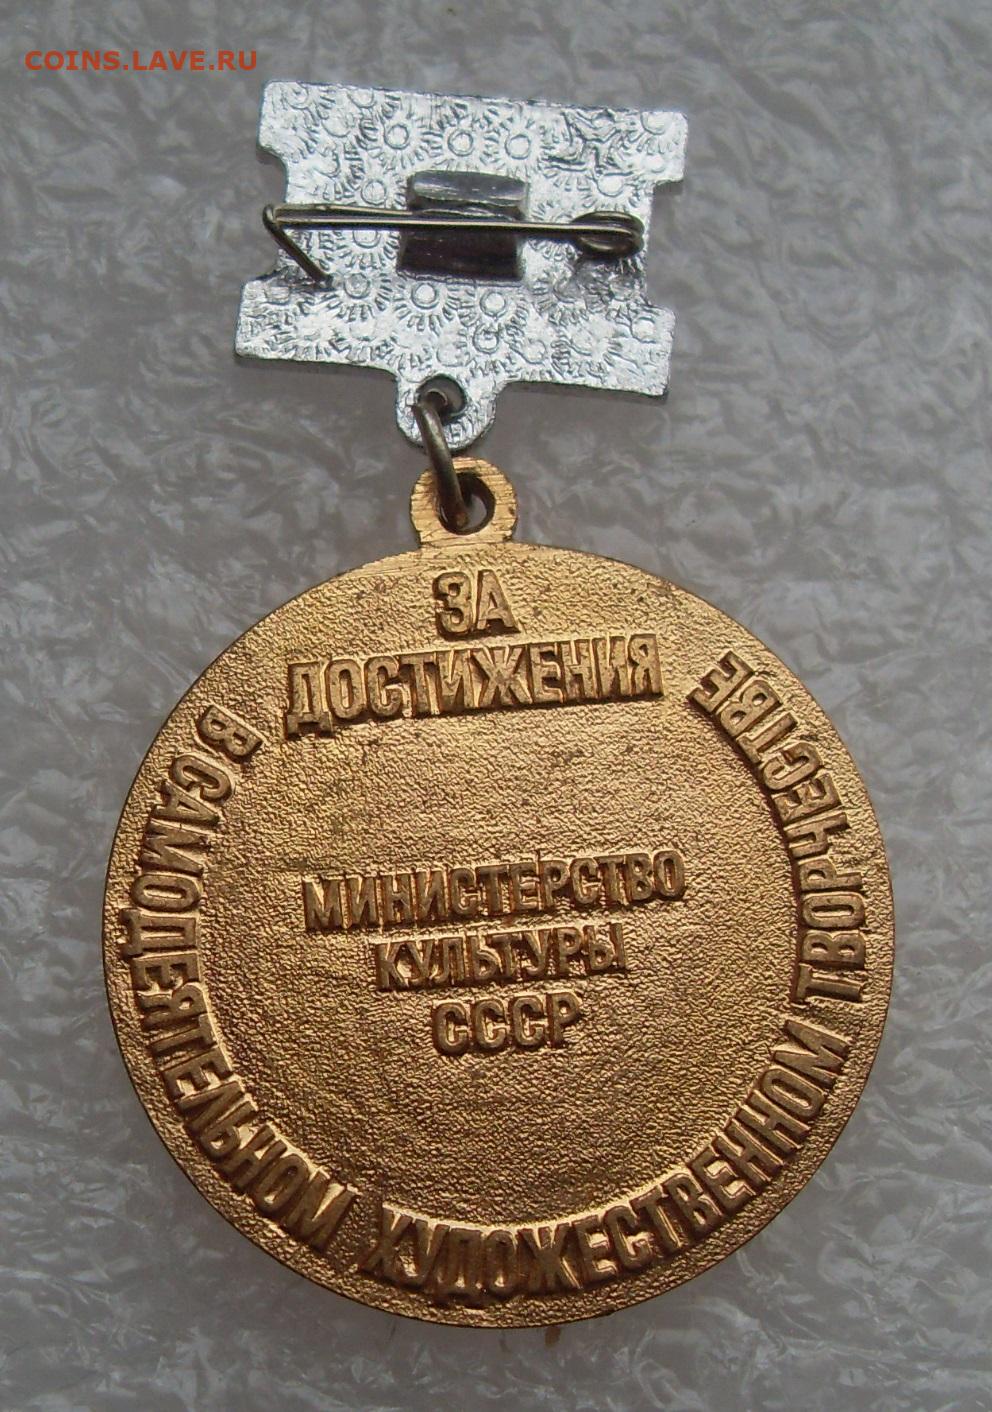 COINS.LAVE.RU
ЗА
ДОСТИЖЕНИЯ
В САМОДЕЯТЕЛЬНОМ ХУДОЖЕСТВЕННОМ ТВОРЧЕСТВЕ
МИНИСТЕРСТВО
КУЛЬТУРЫ
СССР